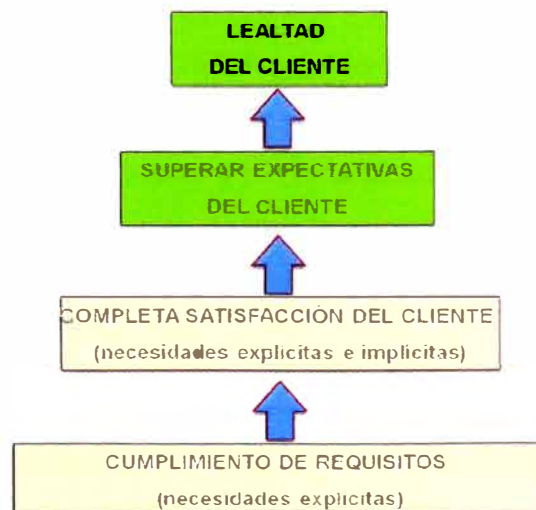 LEALTAD
DEL CLIENTE
SUPERAR EXPECTATIVAS
DEL CLIENTE
COMPLETA SATISFACCIÓN DEL CLIENTE
(necesidades explicitas e implicitas)
CUMPLIMIENTO DE REQUISITOS
(necesidades explicitas)